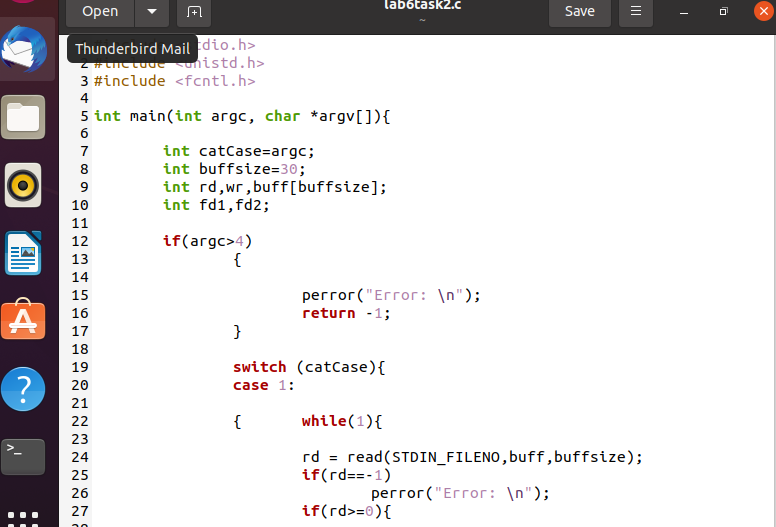 Open
lab6task2.c
~
Save
Thunderbird Mail
tdio.h>
2 #include <unistd.h>
3 #include <fcntl.h>
4
5 int main(int argc, char *argv[]){
6
7 int catCase=argc;
8 int buffsize=30;
9 int rd,wr,buff[buffsize];
10 int fd1,fd2;
11
12 if(argc>4)
13 {
14
15 perror("Error: \n");
16 return -1;
17 }
18
19 switch (catCase){
20 case 1:
21
22 { while(1){
23
24 rd = read(STDIN_FILENO,buff,buffsize);
25 if(rd==-1)
26 perror("Error: \n");
27 if(rd>=0){